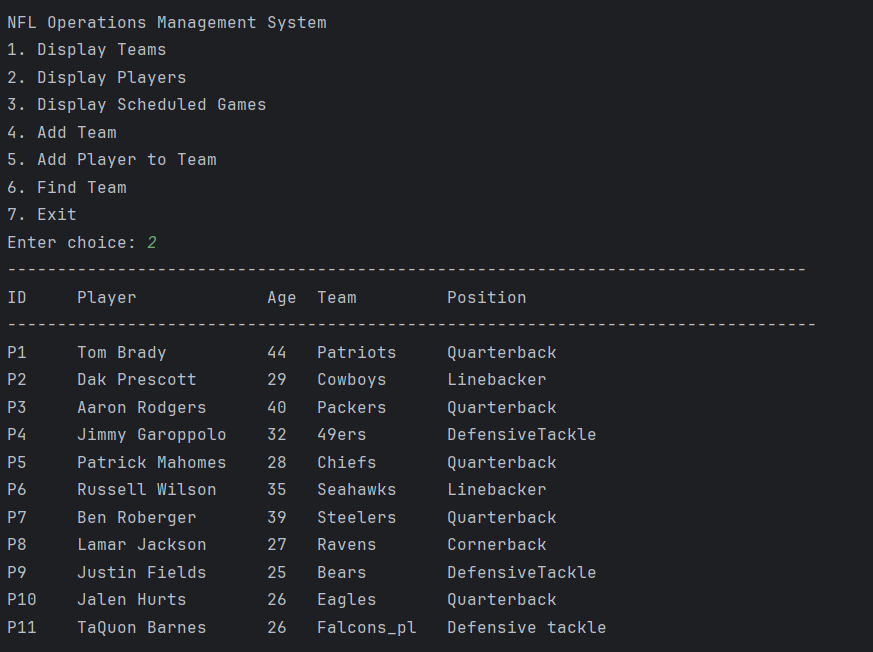 NFL Operations Management System
1. Display Teams
2. Display Players
3. Display Scheduled Games
4. Add Team
5. Add Player to Team
6. Find Team
7. Exit
Enter choice: 2
--------------------------------------------------------------------------------
ID     Player             Age  Team         Position
---------------------------------------------------------------------------------
P1     Tom Brady          44   Patriots     Quarterback
P2     Dak Prescott       29   Cowboys      Linebacker
P3     Aaron Rodgers      40   Packers      Quarterback
P4     Jimmy Garoppolo    32   49ers        DefensiveTackle
P5     Patrick Mahomes    28   Chiefs       Quarterback
P6     Russell Wilson     35   Seahawks     Linebacker
P7     Ben Roberger       39   Steelers     Quarterback
P8     Lamar Jackson      27   Ravens       Cornerback
P9     Justin Fields      25   Bears        DefensiveTackle
P10    Jalen Hurts        26   Eagles       Quarterback
P11    TaQuon Barnes      26   Falcons_pl   Defensive tackle